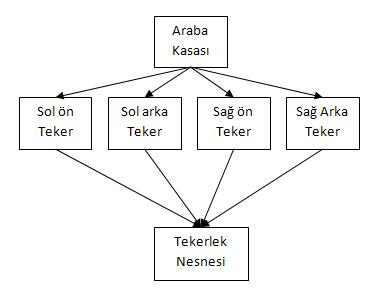 Araba
Kasası
Sol ön
Teker
Sol arka
Teker
Sağ ön
Teker
Sağ Arka
Teker
Tekerlek
Nesnesi